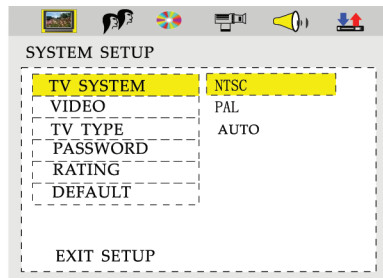 SYSTEM SETUP
TV SYSTEM
NTSC
VIDEO
PAL
TV TYPE
AUTO
PASSWORD
RATING
DEFAULT
EXIT SETUP